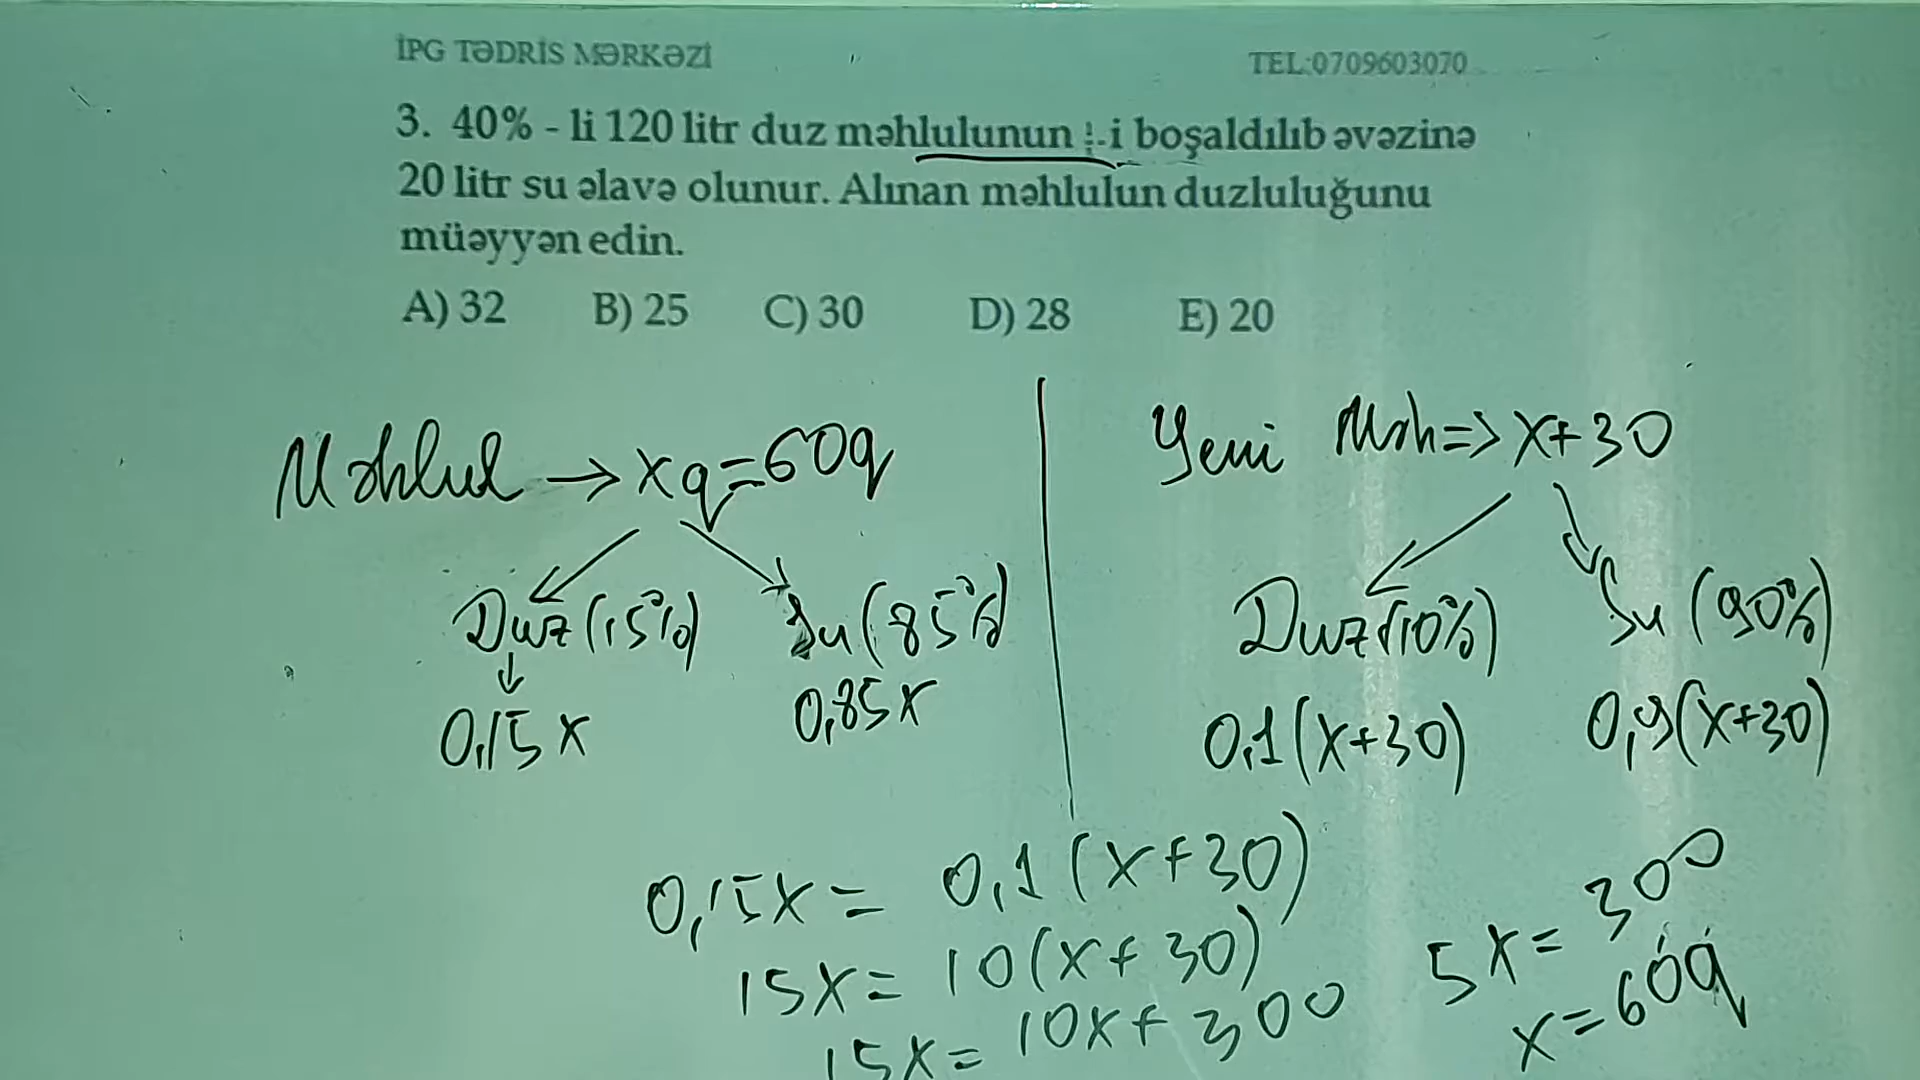 İPG TƏDRİS MƏRKƏZİ TEL:0709603070
3. 40% - li 120 litr duz məhlulunun -i boşaldılıb əvəzinə
20 litr su əlavə olunur. Alınan məhlulun duzluluğunu
müəyyən edin.
A) 32 B) 25 C) 30 D) 28 E) 20
Məhlul → xq=60q
Yeni Məh => x+30
Duz (15%) Su (85%)
Duz (10%) Su (90%)
0,15x 0,85x
0,1(x+30) 0,9(x+30)
0,15x = 0,1(x+30)
15x = 10(x+30)
15x = 10x + 300
5x = 300
x = 60q